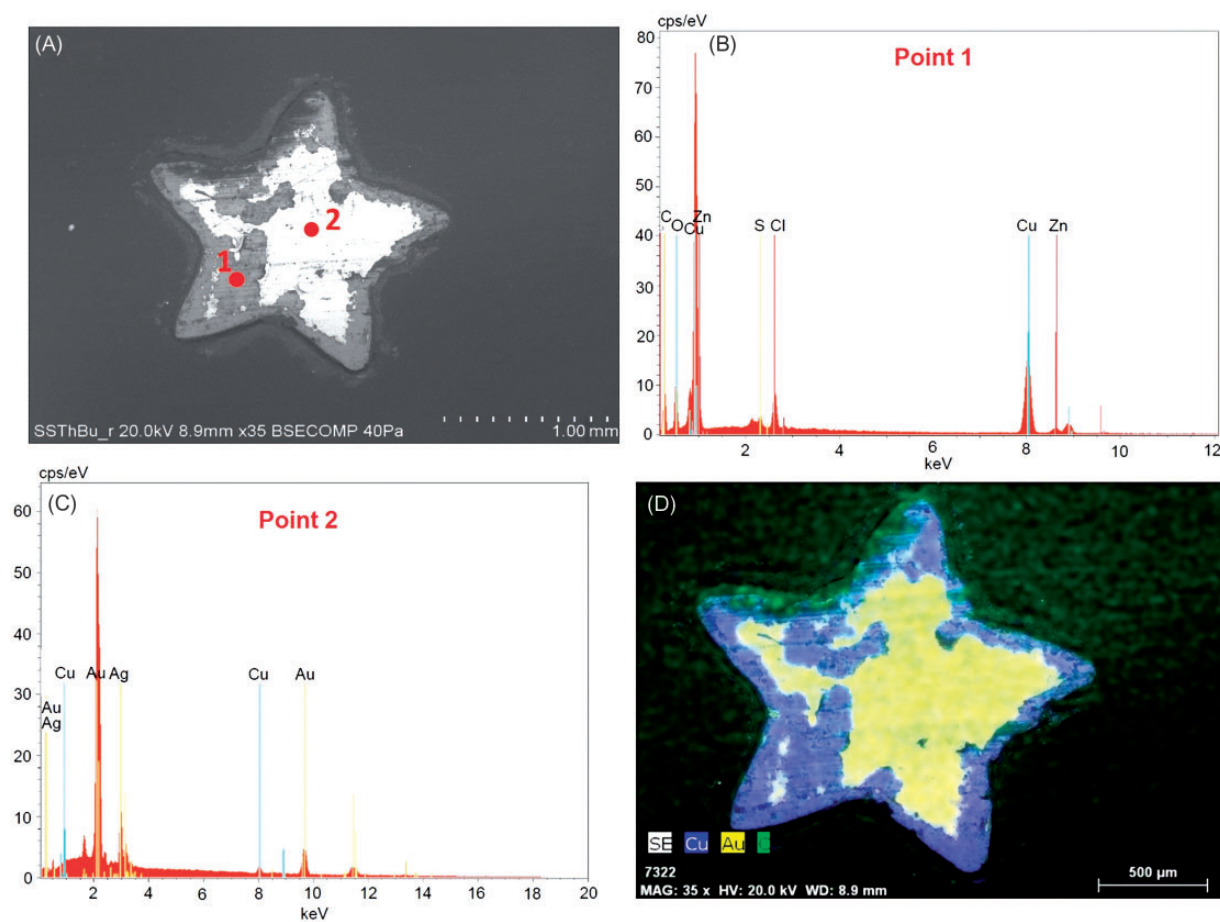 (A)
1
2
SSThBu_r 20.0kV 8.9mm x35 BSECOMP 40Pa
1.00 mm
cps/eV
(B)
Point 1
80
70
60
50
40
30
20
10
0
C O Cu Zn S Cl Cu Zn
2 4 6 8 10 12
keV
cps/eV
(C)
Point 2
60
50
40
30
20
10
0
Au
Ag
Cu Au Ag Cu Au
2 4 6 8 10 12 14 16 18 20
keV
(D)
SE Cu Au C
7322
MAG: 35 x HV: 20.0 kV WD: 8.9 mm
500 µm